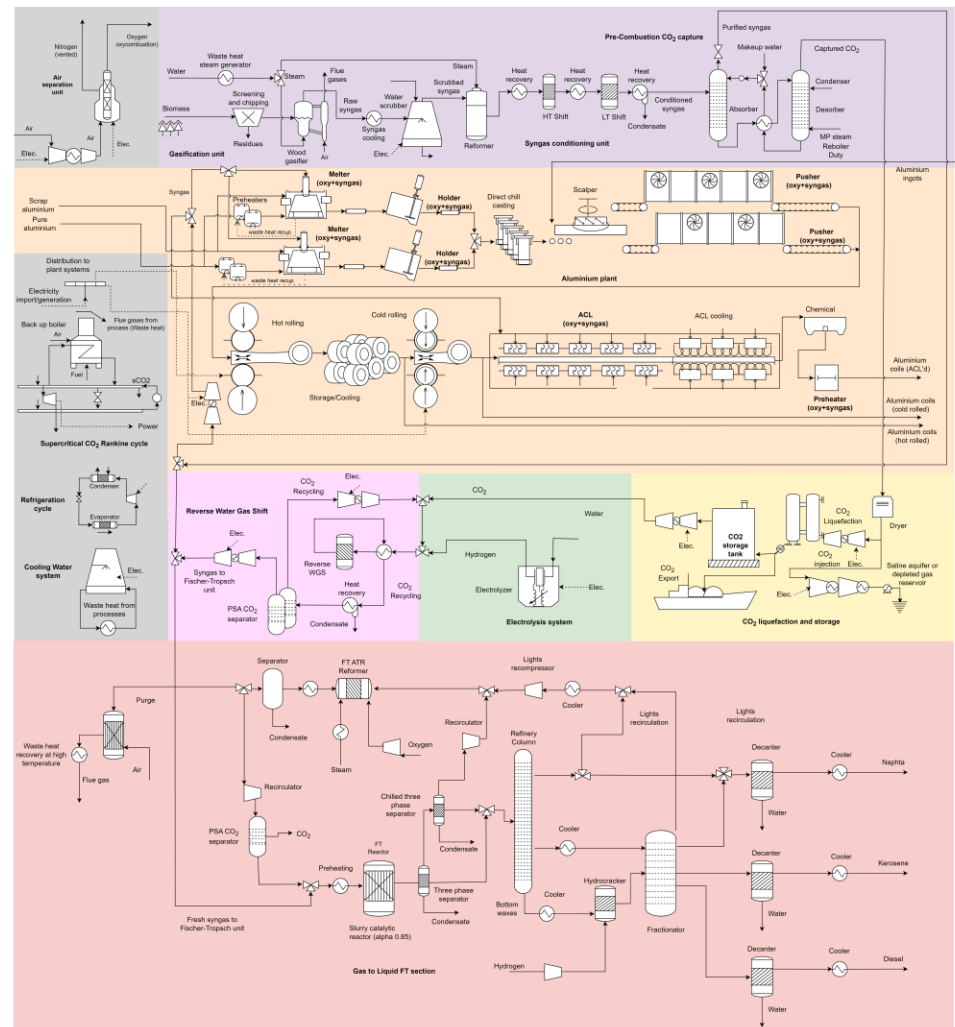 Nitrogen
(vented)
Oxygen
oxycombustion)
Air
separation
unit
Air
Air
Elec.
Elec.
Pre-Combustion CO2 capture
Purified syngas
Makeup water
Captured CO2
Condenser
Absorber
Desorber
MP steam
Reboiler
Duty
Waste heat
steam generator
Water
Steam
Flue
gases
Steam
Scrubbed
syngas
Screening
and chipping
Biomass
Residues
Raw
syngas
Water
scrubber
Syngas
cooling
Elec.
Wood
gasifier
Air
Gasification unit
Reformer
Heat
recovery
Heat
recovery
Heat
recovery
HT Shift
LT Shift
Conditioned
syngas
Condensate
Syngas conditioning unit
Aluminium
ingots
Syngas
Melter
(oxy+syngas)
Preheaters
waste heat recup.
Holder
(oxy+syngas)
Direct chill
casting
Scalper
Pusher
(oxy+syngas)
Scrap
aluminium
Pure
aluminium
Melter
(oxy+syngas)
waste heat recup.
Holder
(oxy+syngas)
Pusher
(oxy+syngas)
Aluminium plant
Distribution to
plant systems
Electricity
import/generation
Flue gases from
process (Waste heat)
Back up boiler
Air
Fuel
sCO2
Power
Supercritical CO2 Rankine cycle
Hot rolling
Cold rolling
Storage/Cooling
Elec.
ACL
(oxy+syngas)
ACL cooling
Chemical
Preheater
(oxy+syngas)
Aluminium
coils (ACL'd)
Aluminium coils
(cold rolled)
Aluminium coils
(hot rolled)
Refrigeration
cycle
Condenser
Evaporator
Cooling Water
system
Elec.
Waste heat from
processes
Reverse Water Gas Shift
CO2
Recycling
Elec.
Elec.
Syngas to
Fischer-Tropsch
unit
Reverse
WGS
Heat
recovery
CO2
Recycling
PSA CO2
separator
Condensate
CO2
Water
Hydrogen
Electrolyzer
Elec.
Electrolysis system
Elec.
CO2
storage
tank
CO2
Liquefaction
Dryer
CO2
injection
Elec.
CO2
Export
Elec.
Saline aquifer or
depleted gas
reservoir
CO2 liquefaction and storage
Purge
Waste heat
recovery at high
temperature
Flue gas
Air
Separator
Condensate
FT ATR
Reformer
Steam
Oxygen
Recirculator
PSA CO2
separator
CO2
Fresh syngas to
Fischer-Tropsch unit
Preheating
FT
Reactor
Slurry catalytic
reactor (alpha 0.85)
Three phase
separator
Condensate
Chilled three
phase
separator
Condensate
Recirculator
Lights
recompressor
Cooler
Lights
recirculation
Refinery
Column
Bottom
waxes
Cooler
Cooler
Hydrocracker
Hydrogen
Fractionator
Lights
recirculation
Decanter
Cooler
Naphta
Water
Decanter
Cooler
Kerosene
Water
Decanter
Cooler
Diesel
Water
Gas to Liquid FT section